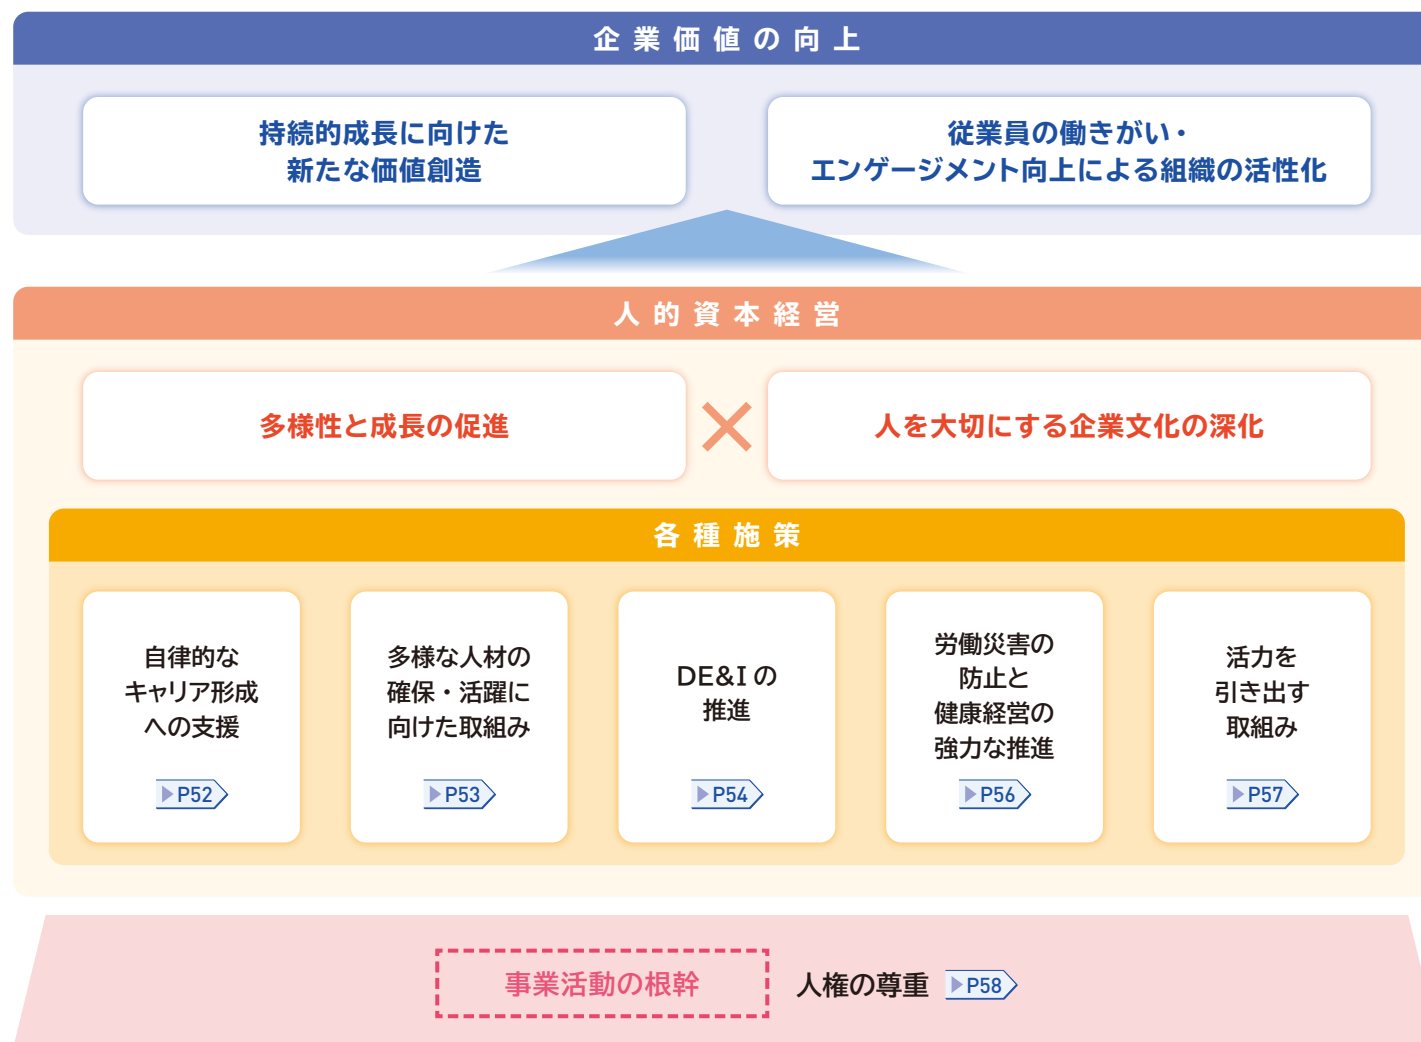 企業価値の向上
持続的成長に向けた
新たな価値創造
従業員の働きがい・
エンゲージメント向上による組織の活性化
人的資本経営
多様性と成長の促進
人を大切にする企業文化の深化
各種施策
自律的な
キャリア形成
への支援
P52
多様な人材の
確保・活躍に
向けた取組み
P53
DE&Iの
推進
P54
労働災害の
防止と
健康経営の
強力な推進
P56
活力を
引き出す
取組み
P57
事業活動の根幹
人権の尊重 P58